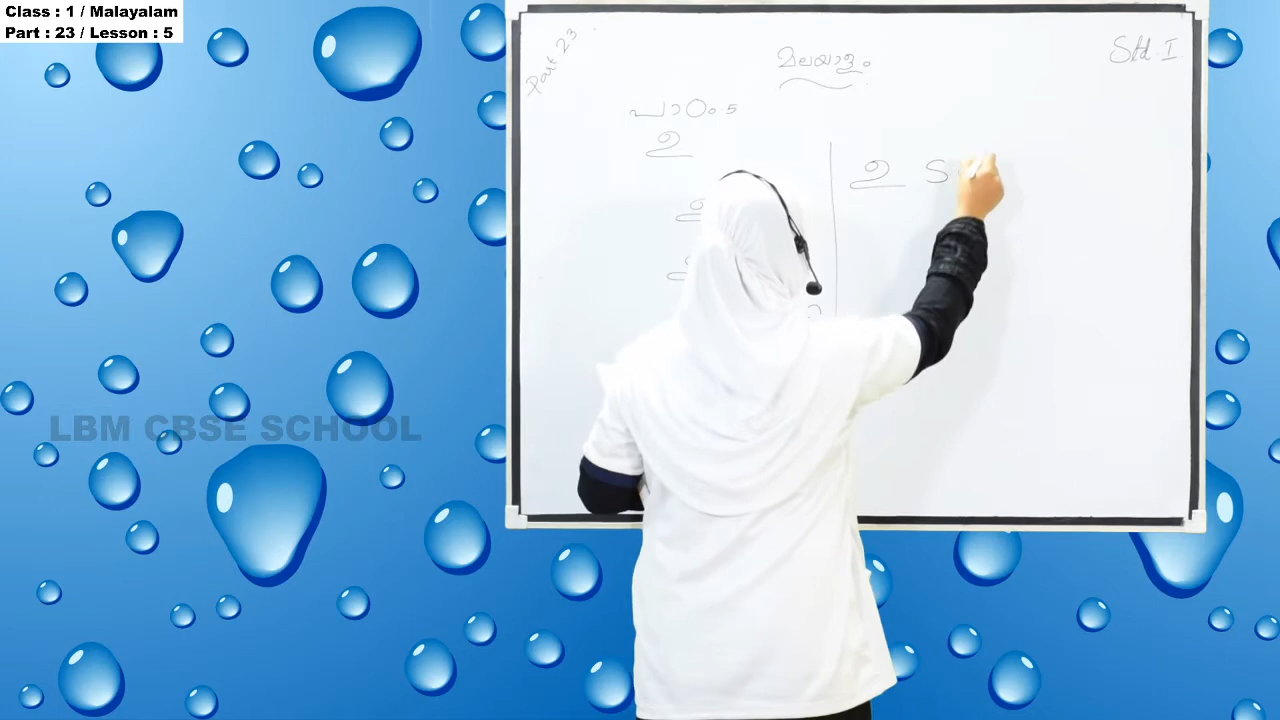 Class : 1 / Malayalam
Part : 23 / Lesson : 5
Part 23
മലയാളം
Std. I
പാഠം.5
ഉ
ഉ ട
LBM CBSE SCHOOL